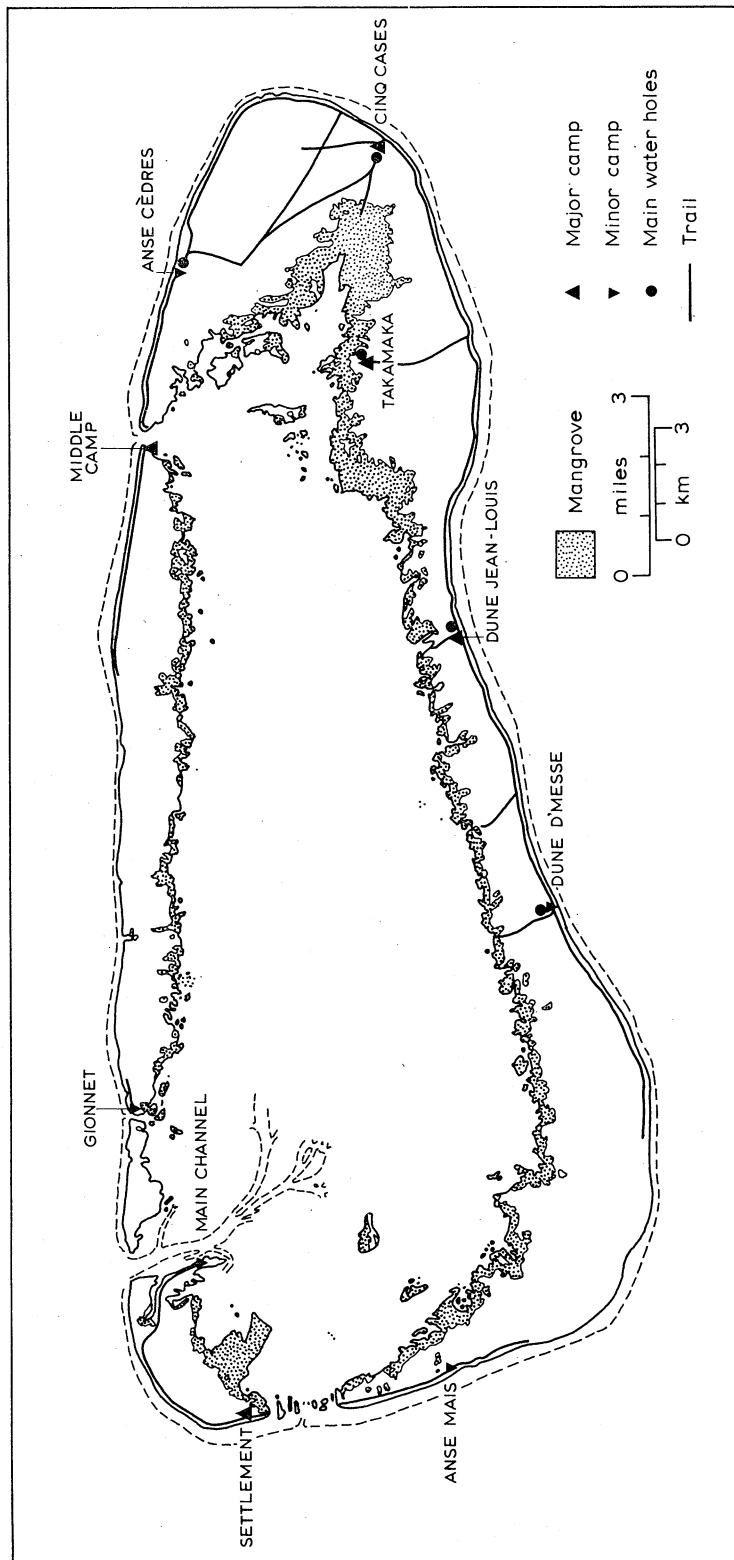 SETTLEMENT
MAIN CHANNEL
GIONNET
MIDDLE
CAMP
ANSE CÈDRES
CINQ CASES
TAKAMAKA
DUNE JEAN-LOUIS
DUNE D'MESSE
ANSE MAIS
Mangrove
0 3
miles
0 3
km
Major camp
Minor camp
Main water holes
Trail